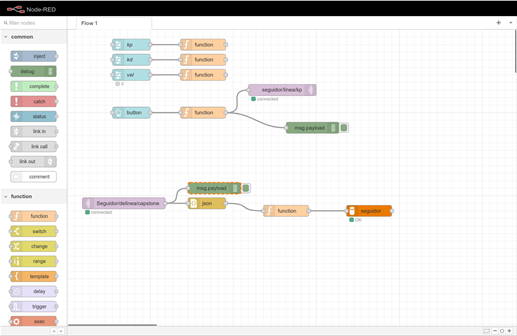 Node-RED
filter nodes
Flow 1
common
inject
debug
complete
catch
status
link in
link call
link out
comment
function
function
switch
change
range
template
delay
trigger
exec
kp
function
kd
function
vel
function
0
button
function
seguidor/linea/kp
connected
msg.payload
msg.payload
Seguidor/delinea/capstone
connected
json
function
seguidor
OK